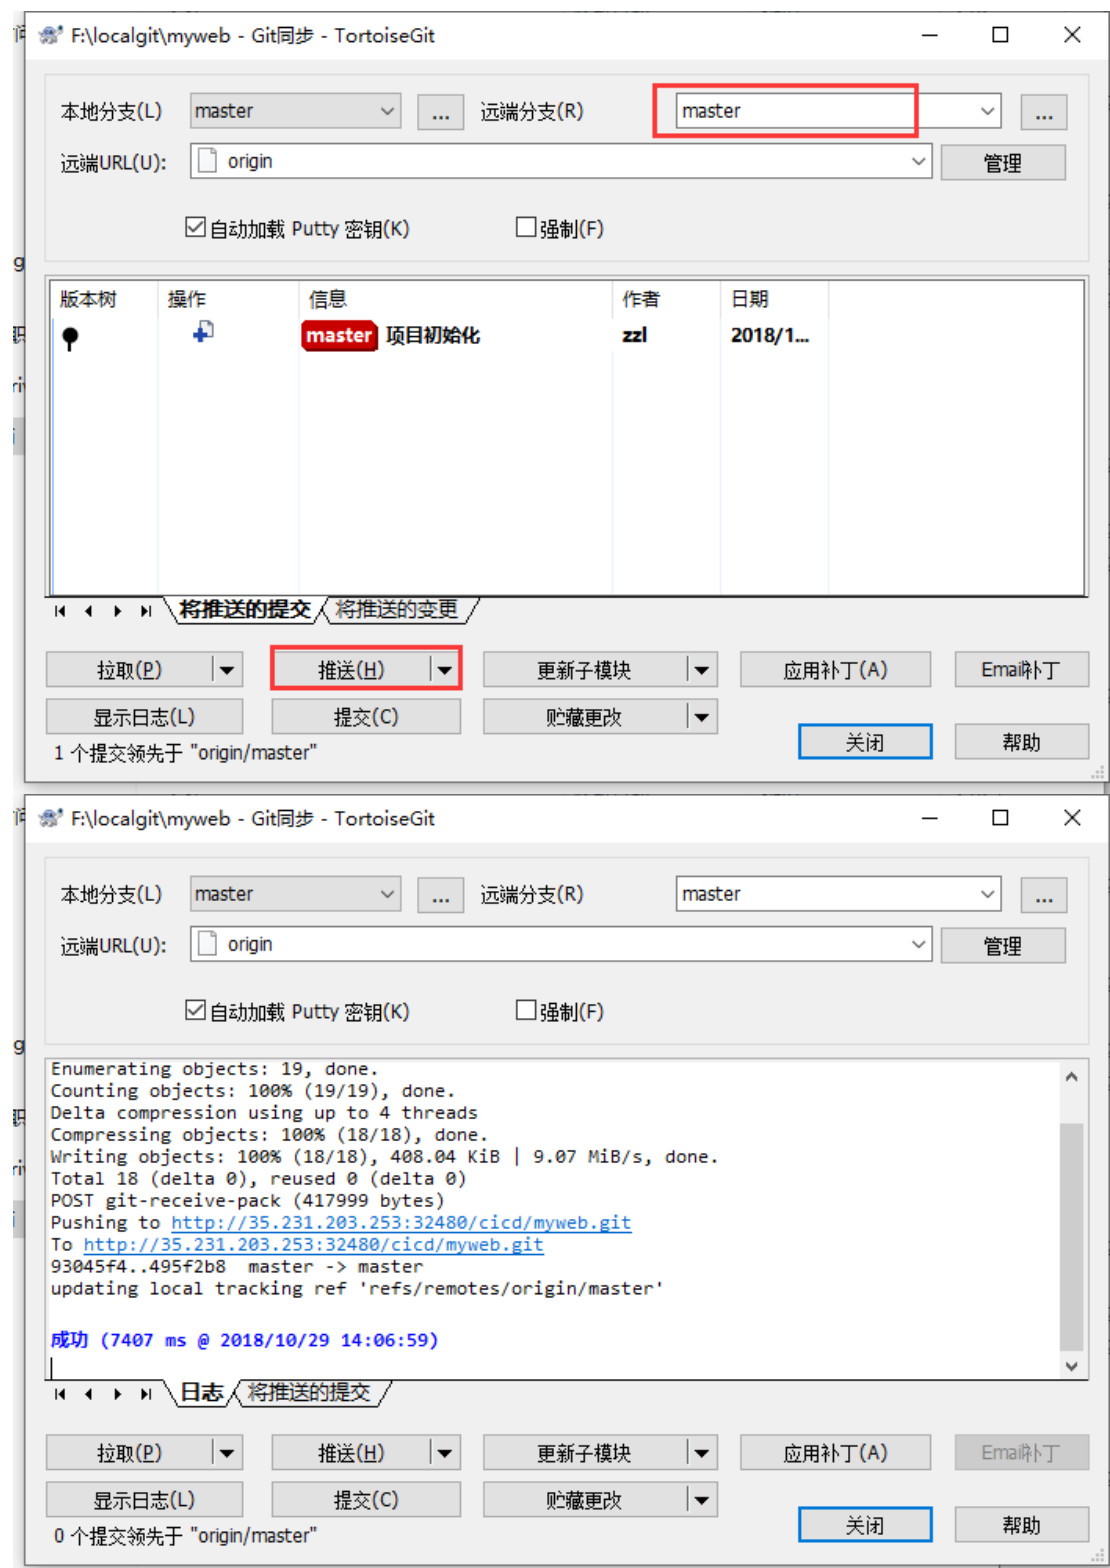 F:\localgit\myweb - Git同步 - TortoiseGit
本地分支(L) master ... 远端分支(R) master ...
远端URL(U): origin 管理
自动加载 Putty 密钥(K) 强制(F)
版本树 操作 信息 作者 日期
master 项目初始化 zzl 2018/1...
将推送的提交 将推送的变更
拉取(P) 推送(H) 更新子模块 应用补丁(A) Email补丁
显示日志(L) 提交(C) 贮藏更改
关闭 帮助
1 个提交领先于 "origin/master"
F:\localgit\myweb - Git同步 - TortoiseGit
本地分支(L) master ... 远端分支(R) master ...
远端URL(U): origin 管理
自动加载 Putty 密钥(K) 强制(F)
Enumerating objects: 19, done.
Counting objects: 100% (19/19), done.
Delta compression using up to 4 threads
Compressing objects: 100% (18/18), done.
Writing objects: 100% (18/18), 408.04 KiB | 9.07 MiB/s, done.
Total 18 (delta 0), reused 0 (delta 0)
POST git-receive-pack (417999 bytes)
Pushing to http://35.231.203.253:32480/cicd/myweb.git
To http://35.231.203.253:32480/cicd/myweb.git
93045f4..495f2b8  master -> master
updating local tracking ref 'refs/remotes/origin/master'
成功 (7407 ms @ 2018/10/29 14:06:59)
日志 将推送的提交
拉取(P) 推送(H) 更新子模块 应用补丁(A) Email补丁
显示日志(L) 提交(C) 贮藏更改
关闭 帮助
0 个提交领先于 "origin/master"